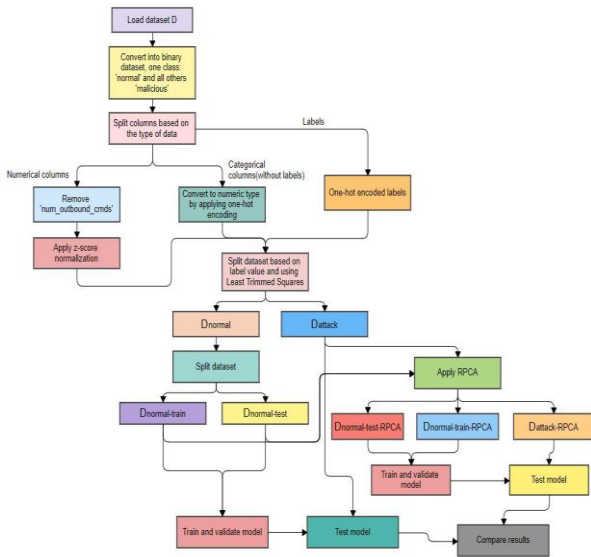 Load dataset D
Convert into binary
dataset, one class:
'normal' and all others
'malicious'
Split columns based on
the type of data
Labels
Numerical columns
Categorical
columns(without labels)
Remove
'num_outbound_cmds'
Convert to numeric type
by applying one-hot
encoding
One-hot encoded labels
Apply z-score
normalization
Split dataset based on
label value and using
Least Trimmed Squares
Dnormal
Dattack
Split dataset
Apply RPCA
Dnormal-train
Dnormal-test
Dnormal-test-RPCA
Dnormal-train-RPCA
Dattack-RPCA
Train and validate
model
Test model
Train and validate model
Test model
Compare results